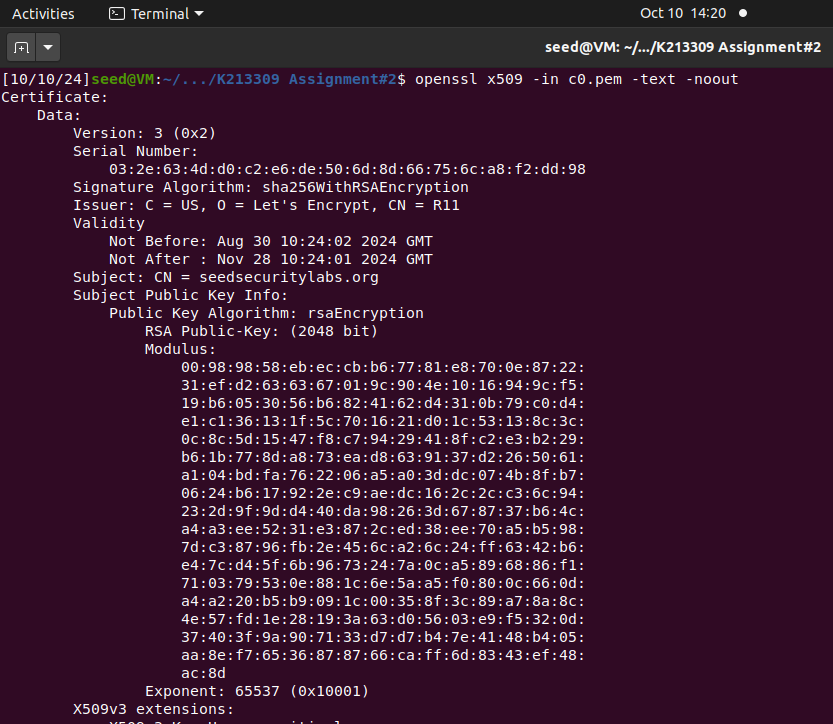 Activities Terminal Oct 10 14:20
seed@VM: ~/.../K213309 Assignment#2
[10/10/24]seed@VM:~/.../K213309 Assignment#2$ openssl x509 -in c0.pem -text -noout
Certificate:
    Data:
        Version: 3 (0x2)
        Serial Number:
            03:2e:63:4d:d0:c2:e6:de:50:6d:8d:66:75:6c:a8:f2:dd:98
        Signature Algorithm: sha256WithRSAEncryption
        Issuer: C = US, O = Let's Encrypt, CN = R11
        Validity
            Not Before: Aug 30 10:24:02 2024 GMT
            Not After : Nov 28 10:24:01 2024 GMT
        Subject: CN = seedsecuritylabs.org
        Subject Public Key Info:
            Public Key Algorithm: rsaEncryption
                RSA Public-Key: (2048 bit)
                Modulus:
                    00:98:98:58:eb:ec:cb:b6:77:81:e8:70:0e:87:22:
                    31:ef:d2:63:63:67:01:9c:90:4e:10:16:94:9c:f5:
                    19:b6:05:30:56:b6:82:41:62:d4:31:0b:79:c0:d4:
                    e1:c1:36:13:1f:5c:70:16:21:d0:1c:53:13:8c:3c:
                    0c:8c:5d:15:47:f8:c7:94:29:41:8f:c2:e3:b2:29:
                    b6:1b:77:8d:a8:73:ea:d8:63:91:37:d2:26:50:61:
                    a1:04:bd:fa:76:22:06:a5:a0:3d:dc:07:4b:8f:b7:
                    06:24:b6:17:92:2e:c9:ae:dc:16:2c:2c:c3:6c:94:
                    23:2d:9f:9d:d4:40:da:98:26:3d:67:87:37:b6:4c:
                    a4:a3:ee:52:31:e3:87:2c:ed:38:ee:70:a5:b5:98:
                    7d:c3:87:96:fb:2e:45:6c:a2:6c:24:ff:63:42:b6:
                    e4:7c:d4:5f:6b:96:73:24:7a:0c:a5:89:68:86:f1:
                    71:03:79:53:0e:88:1c:6e:5a:a5:f0:80:0c:66:0d:
                    a4:a2:20:b5:b9:09:1c:00:35:8f:3c:89:a7:8a:8c:
                    4e:57:fd:1e:28:19:3a:63:d0:56:03:e9:f5:32:0d:
                    37:40:3f:9a:90:71:33:d7:d7:b4:7e:41:48:b4:05:
                    aa:8e:f7:65:36:87:87:66:ca:ff:6d:83:43:ef:48:
                    ac:8d
                Exponent: 65537 (0x10001)
        X509v3 extensions: